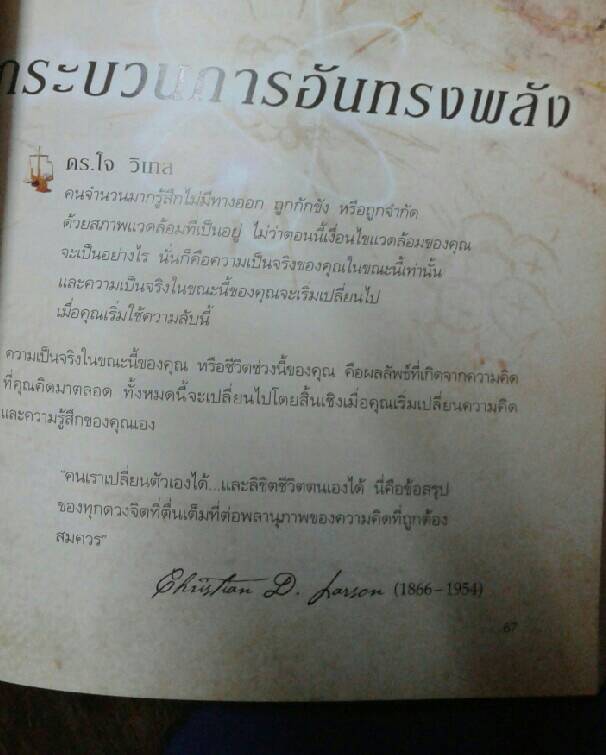 กระบวนการอันทรงพลัง
ดร.โจ วิเทล
คนจำนวนมากรู้สึกไม่มีทางออก ถูกกักขัง หรือถูกจำกัด
ด้วยสภาพแวดล้อมที่เป็นอยู่ ไม่ว่าตอนนี้เงื่อนไขแวดล้อมของคุณ
จะเป็นอย่างไร นั่นก็คือความเป็นจริงของคุณในขณะนี้เท่านั้น
และความเป็นจริงในขณะนี้ของคุณจะเริ่มเปลี่ยนไป
เมื่อคุณเริ่มใช้ความลับนี้
ความเป็นจริงในขณะนี้ของคุณ หรือชีวิตช่วงนี้ของคุณ คือผลลัพธ์ที่เกิดจากความคิด
ที่คุณคิดมาตลอด ทั้งหมดนี้จะเปลี่ยนไปโดยสิ้นเชิงเมื่อคุณเริ่มเปลี่ยนความคิด
และความรู้สึกของคุณเอง
"คนเราเปลี่ยนตัวเองได้...และลิขิตชีวิตตนเองได้ นี่คือข้อสรุป
ของทุกดวงจิตที่ตื่นเต็มที่ต่อพลานุภาพของความคิดที่ถูกต้อง
สมควร"
Christian D. Larson (1866-1954)
67